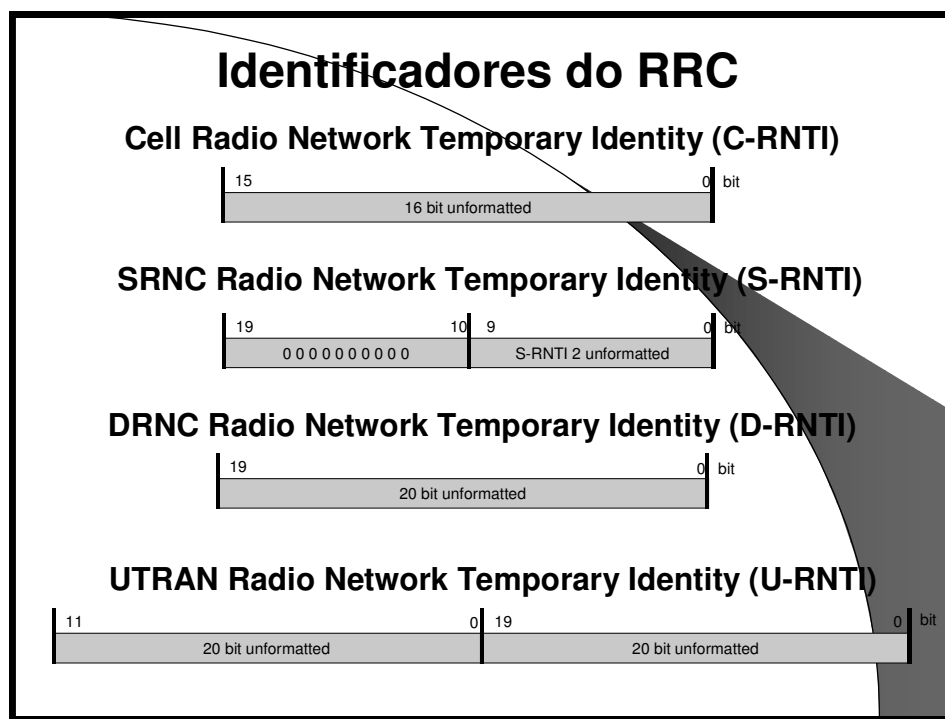 Identificadores do RRC
Cell Radio Network Temporary Identity (C-RNTI)
15 0 bit
16 bit unformatted
SRNC Radio Network Temporary Identity (S-RNTI)
19 10 9 0 bit
0 0 0 0 0 0 0 0 0 0 S-RNTI 2 unformatted
DRNC Radio Network Temporary Identity (D-RNTI)
19 0 bit
20 bit unformatted
UTRAN Radio Network Temporary Identity (U-RNTI)
11 0 19 0 bit
20 bit unformatted 20 bit unformatted